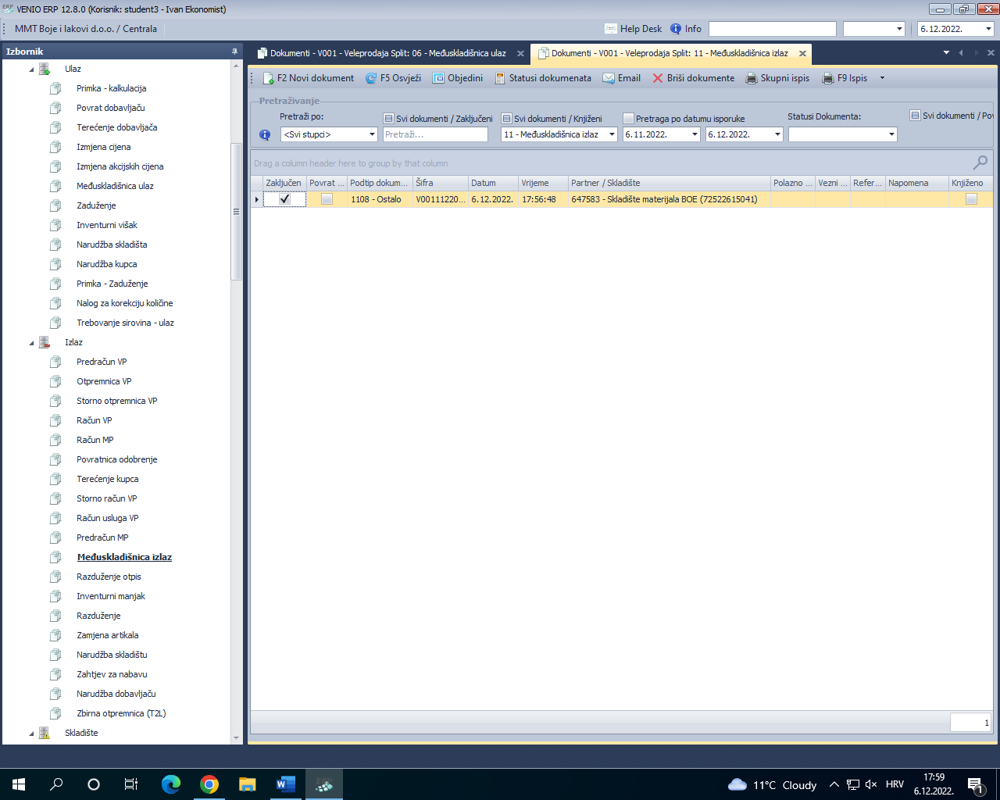 VENIO ERP 12.8.0 (Korisnik: student3 - Ivan Ekonomist)
MMT Boje i lakovi d.o.o. / Centrala
Help Desk
Info
6.12.2022.
Izbornik
Ulaz
Primka - kalkulacija
Povrat dobavljaču
Terećenje dobavljača
Izmjena cijena
Izmjena akcijskih cijena
Međuskladišnica ulaz
Zaduženje
Inventurni višak
Narudžba skladišta
Narudžba kupca
Primka - Zaduženje
Nalog za korekciju količine
Trebovanje sirovina - ulaz
Izlaz
Predračun VP
Otpremnica VP
Storno otpremnica VP
Račun VP
Račun MP
Povratnica odobrenje
Terećenje kupca
Storno račun VP
Račun usluga VP
Predračun MP
Međuskladišnica izlaz
Razduženje otpis
Inventurni manjak
Razduženje
Zamjena artikala
Narudžba skladištu
Zahtjev za nabavu
Narudžba dobavljaču
Zbirna otpremnica (T2L)
Skladište
Dokumenti - V001 - Veleprodaja Split: 06 - Međuskladišnica ulaz
Dokumenti - V001 - Veleprodaja Split: 11 - Međuskladišnica izlaz
F2 Novi dokument
F5 Osvježi
Objedini
Statusi dokumenata
Email
Briši dokumente
Skupni ispis
F9 Ispis
Pretraživanje
Pretraži po:
Svi dokumenti / Zaključeni
Svi dokumenti / Knjiženi
Pretraga po datumu isporuke
Statusi Dokumenta:
Svi dokumenti / Pov
<Svi stupci>
Pretraži...
11 - Međuskladišnica izlaz
6.11.2022.
6.12.2022.
Drag a column header here to group by that column
Zaključen
Povrat ...
Podtip dokum...
Šifra
Datum
Vrijeme
Partner / Skladište
Polazno ...
Vezni ...
Refer...
Napomena
Knjiženo
1108 - Ostalo
V00111220...
6.12.2022.
17:56:48
647583 - Skladište materijala BOE (72522615041)
1
11°C Cloudy
HRV
17:59
6.12.2022.
1